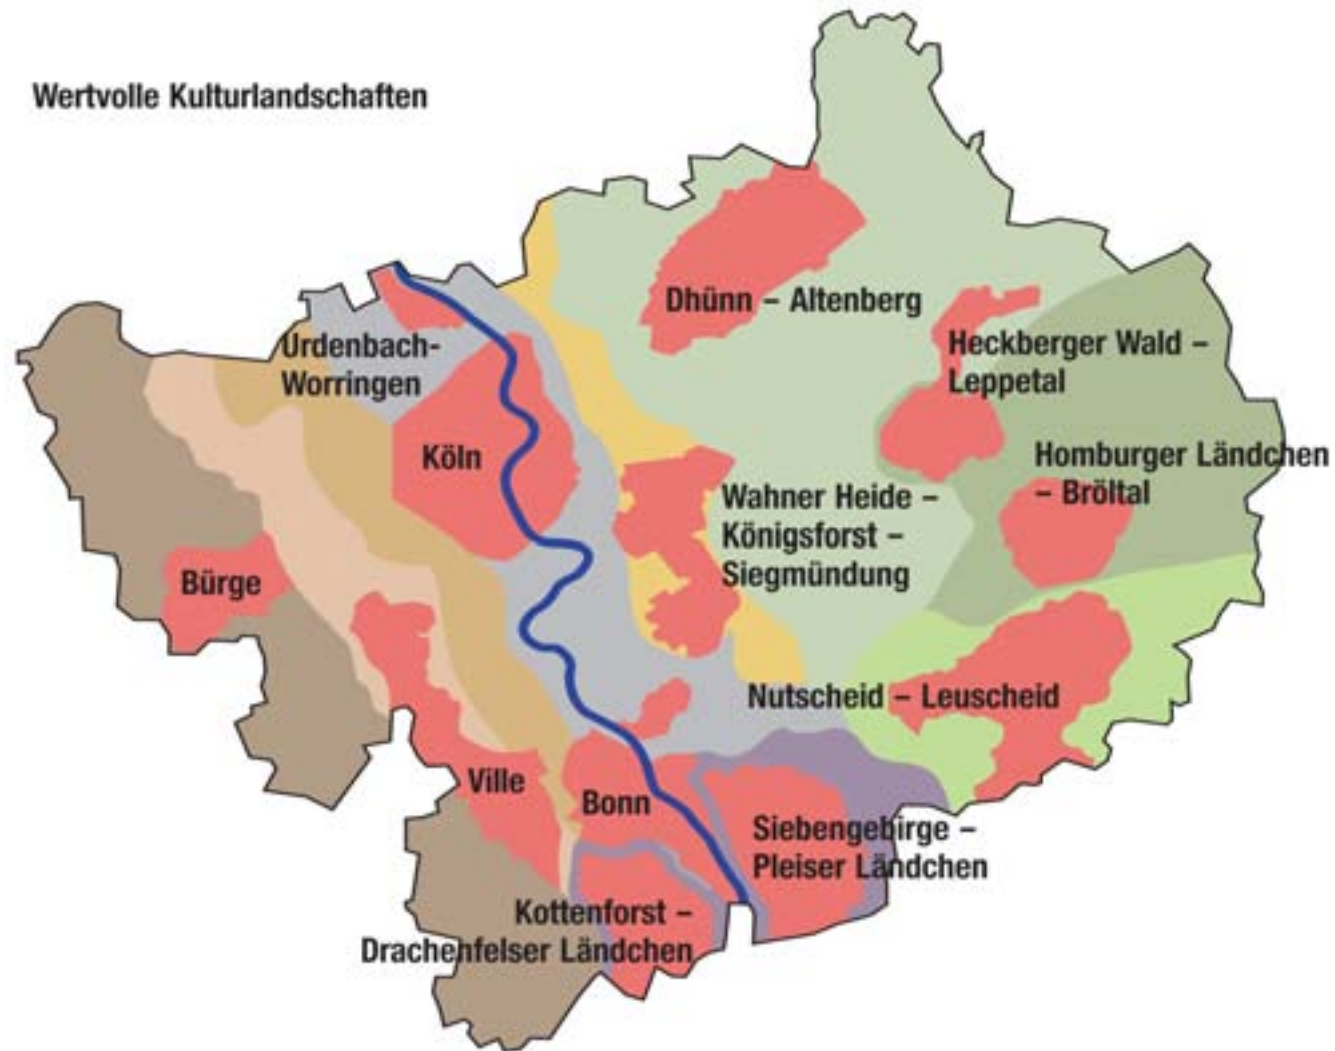 Wertvolle Kulturlandschaften
Dhünn – Altenberg
Urdenbach-
Worringen
Heckberger Wald –
Leppetal
Köln
Homburger Ländchen
– Bröltal
Wahner Heide –
Königsforst –
Siegmündung
Bürge
Nutscheid – Leuscheid
Ville
Bonn
Siebengebirge –
Pleiser Ländchen
Kottenforst –
Drachenfelser Ländchen